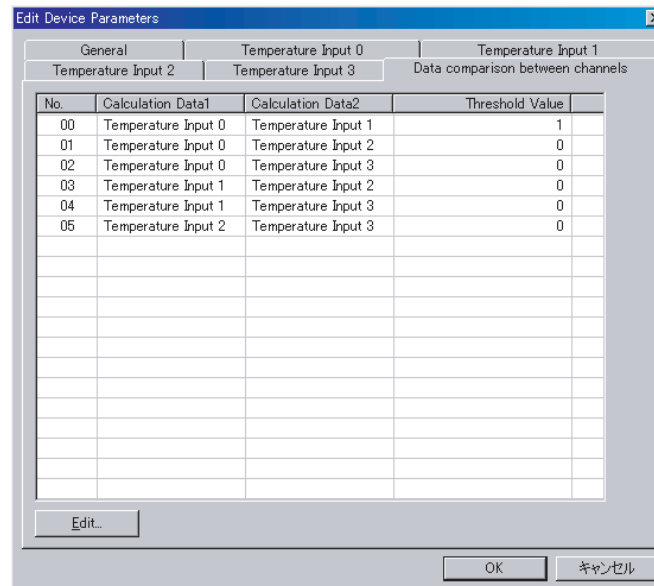 Edit Device Parameters
General Temperature Input 0 Temperature Input 1
Temperature Input 2 Temperature Input 3 Data comparison between channels
No. Calculation Data1 Calculation Data2 Threshold Value
00 Temperature Input 0 Temperature Input 1 1
01 Temperature Input 0 Temperature Input 2 0
02 Temperature Input 0 Temperature Input 3 0
03 Temperature Input 1 Temperature Input 2 0
04 Temperature Input 1 Temperature Input 3 0
05 Temperature Input 2 Temperature Input 3 0
Edit...
OK キャンセル